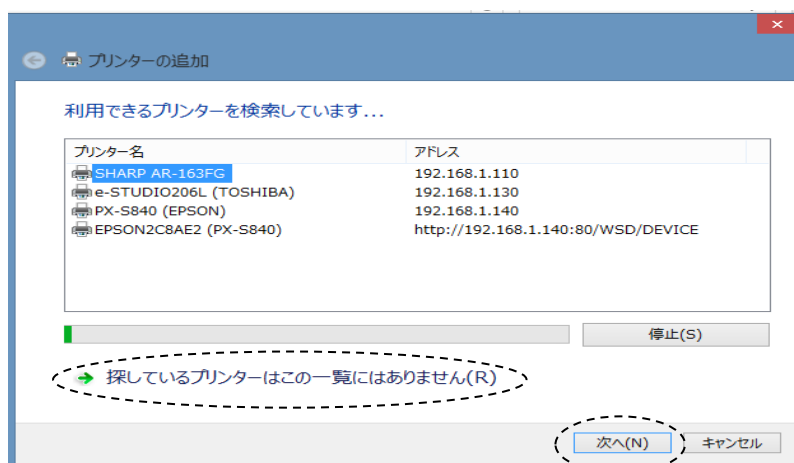 プリンターの追加
利用できるプリンターを検索しています...
プリンター名 アドレス
SHARP AR-163FG 192.168.1.110
e-STUDIO206L (TOSHIBA) 192.168.1.130
PX-S840 (EPSON) 192.168.1.140
EPSON2C8AE2 (PX-S840) http://192.168.1.140:80/WSD/DEVICE
停止(S)
探しているプリンターはこの一覧にはありません(R)
次へ(N) キャンセル